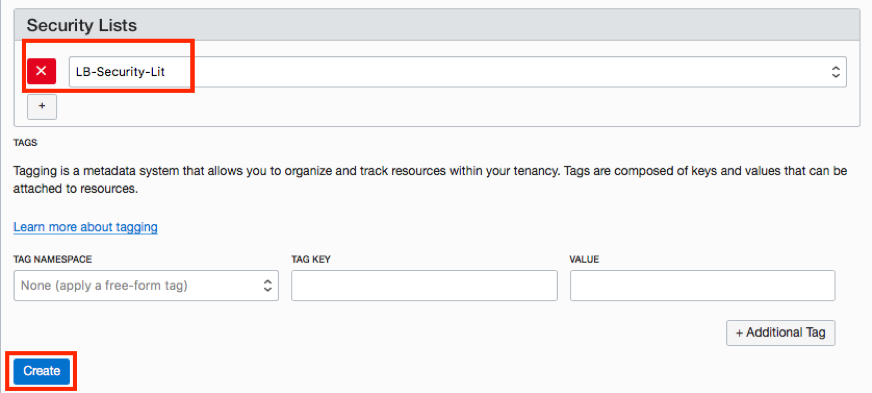 Security Lists
✕ LB-Security-Lit
+
TAGS
Tagging is a metadata system that allows you to organize and track resources within your tenancy. Tags are composed of keys and values that can be
attached to resources.
Learn more about tagging
TAG NAMESPACE TAG KEY VALUE
None (apply a free-form tag)
+ Additional Tag
Create